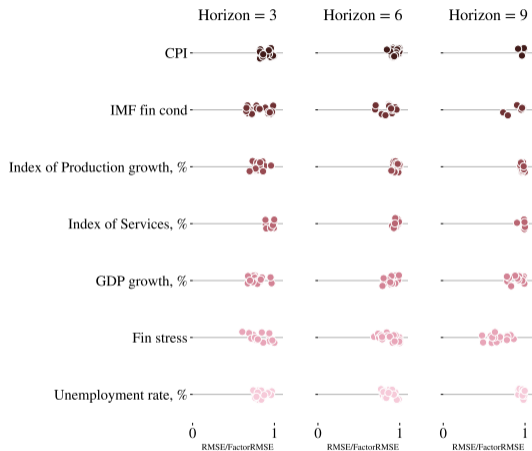 Horizon = 3 Horizon = 6 Horizon = 9
CPI
IMF fin cond
Index of Production growth, %
Index of Services, %
GDP growth, %
Fin stress
Unemployment rate, %
0 1 0 1 0 1
RMSE/FactorRMSE RMSE/FactorRMSE RMSE/FactorRMSE